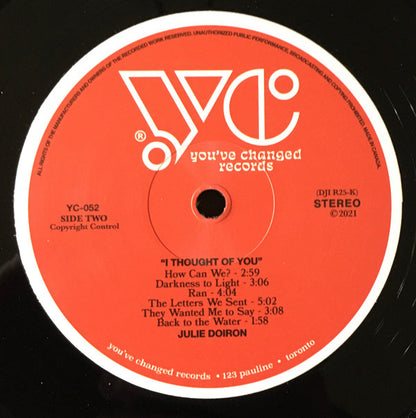 ALL RIGHTS OF THE MANUFACTURERS AND OWNERS OF THE RECORDED WORK RESERVED. UNAUTHORIZED PUBLIC PERFORMANCE, BROADCASTING AND COPYING PROHIBITED. MADE IN CANADA.
yc
®
you've changed
records
YC-052
SIDE TWO
Copyright Control
(DJI R25-K)
STEREO
©2021
"I THOUGHT OF YOU"
How Can We? - 2:59
Darkness to Light - 3:06
Ran - 4:04
The Letters We Sent - 5:02
They Wanted Me to Say - 3:08
Back to the Water - 1:58
JULIE DOIRON
you've changed records • 123 pauline • toronto